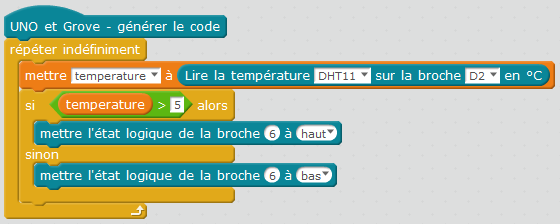 UNO et Grove - générer le code
répéter indéfiniment
mettre temperature à Lire la température DHT11 sur la broche D2 en °C
si temperature > 5 alors
mettre l'état logique de la broche 6 à haut
sinon
mettre l'état logique de la broche 6 à bas